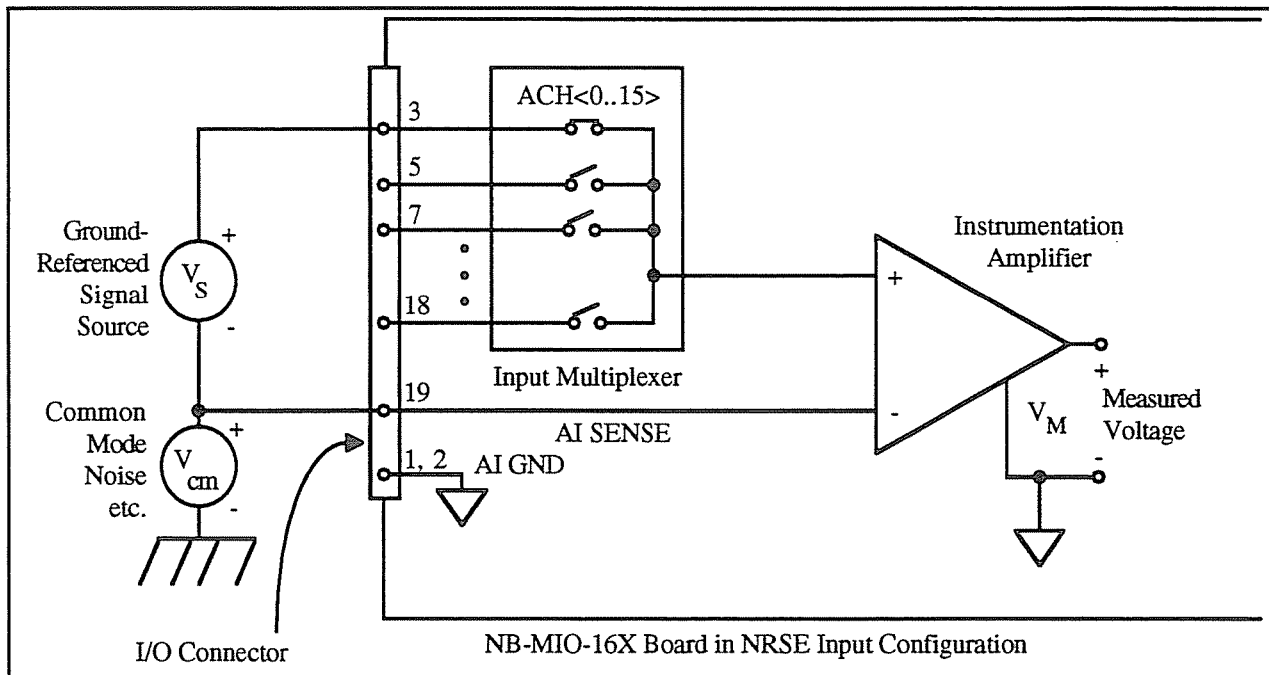 ACH<0..15>
3
5
7
18
Ground-
Referenced
Signal
Source
+
V
S
-
Input Multiplexer
Instrumentation
Amplifier
+
-
+
V
M
Measured
Voltage
-
19
AI SENSE
Common
Mode
Noise
etc.
+
V
cm
-
1, 2
AI GND
I/O Connector
NB-MIO-16X Board in NRSE Input Configuration